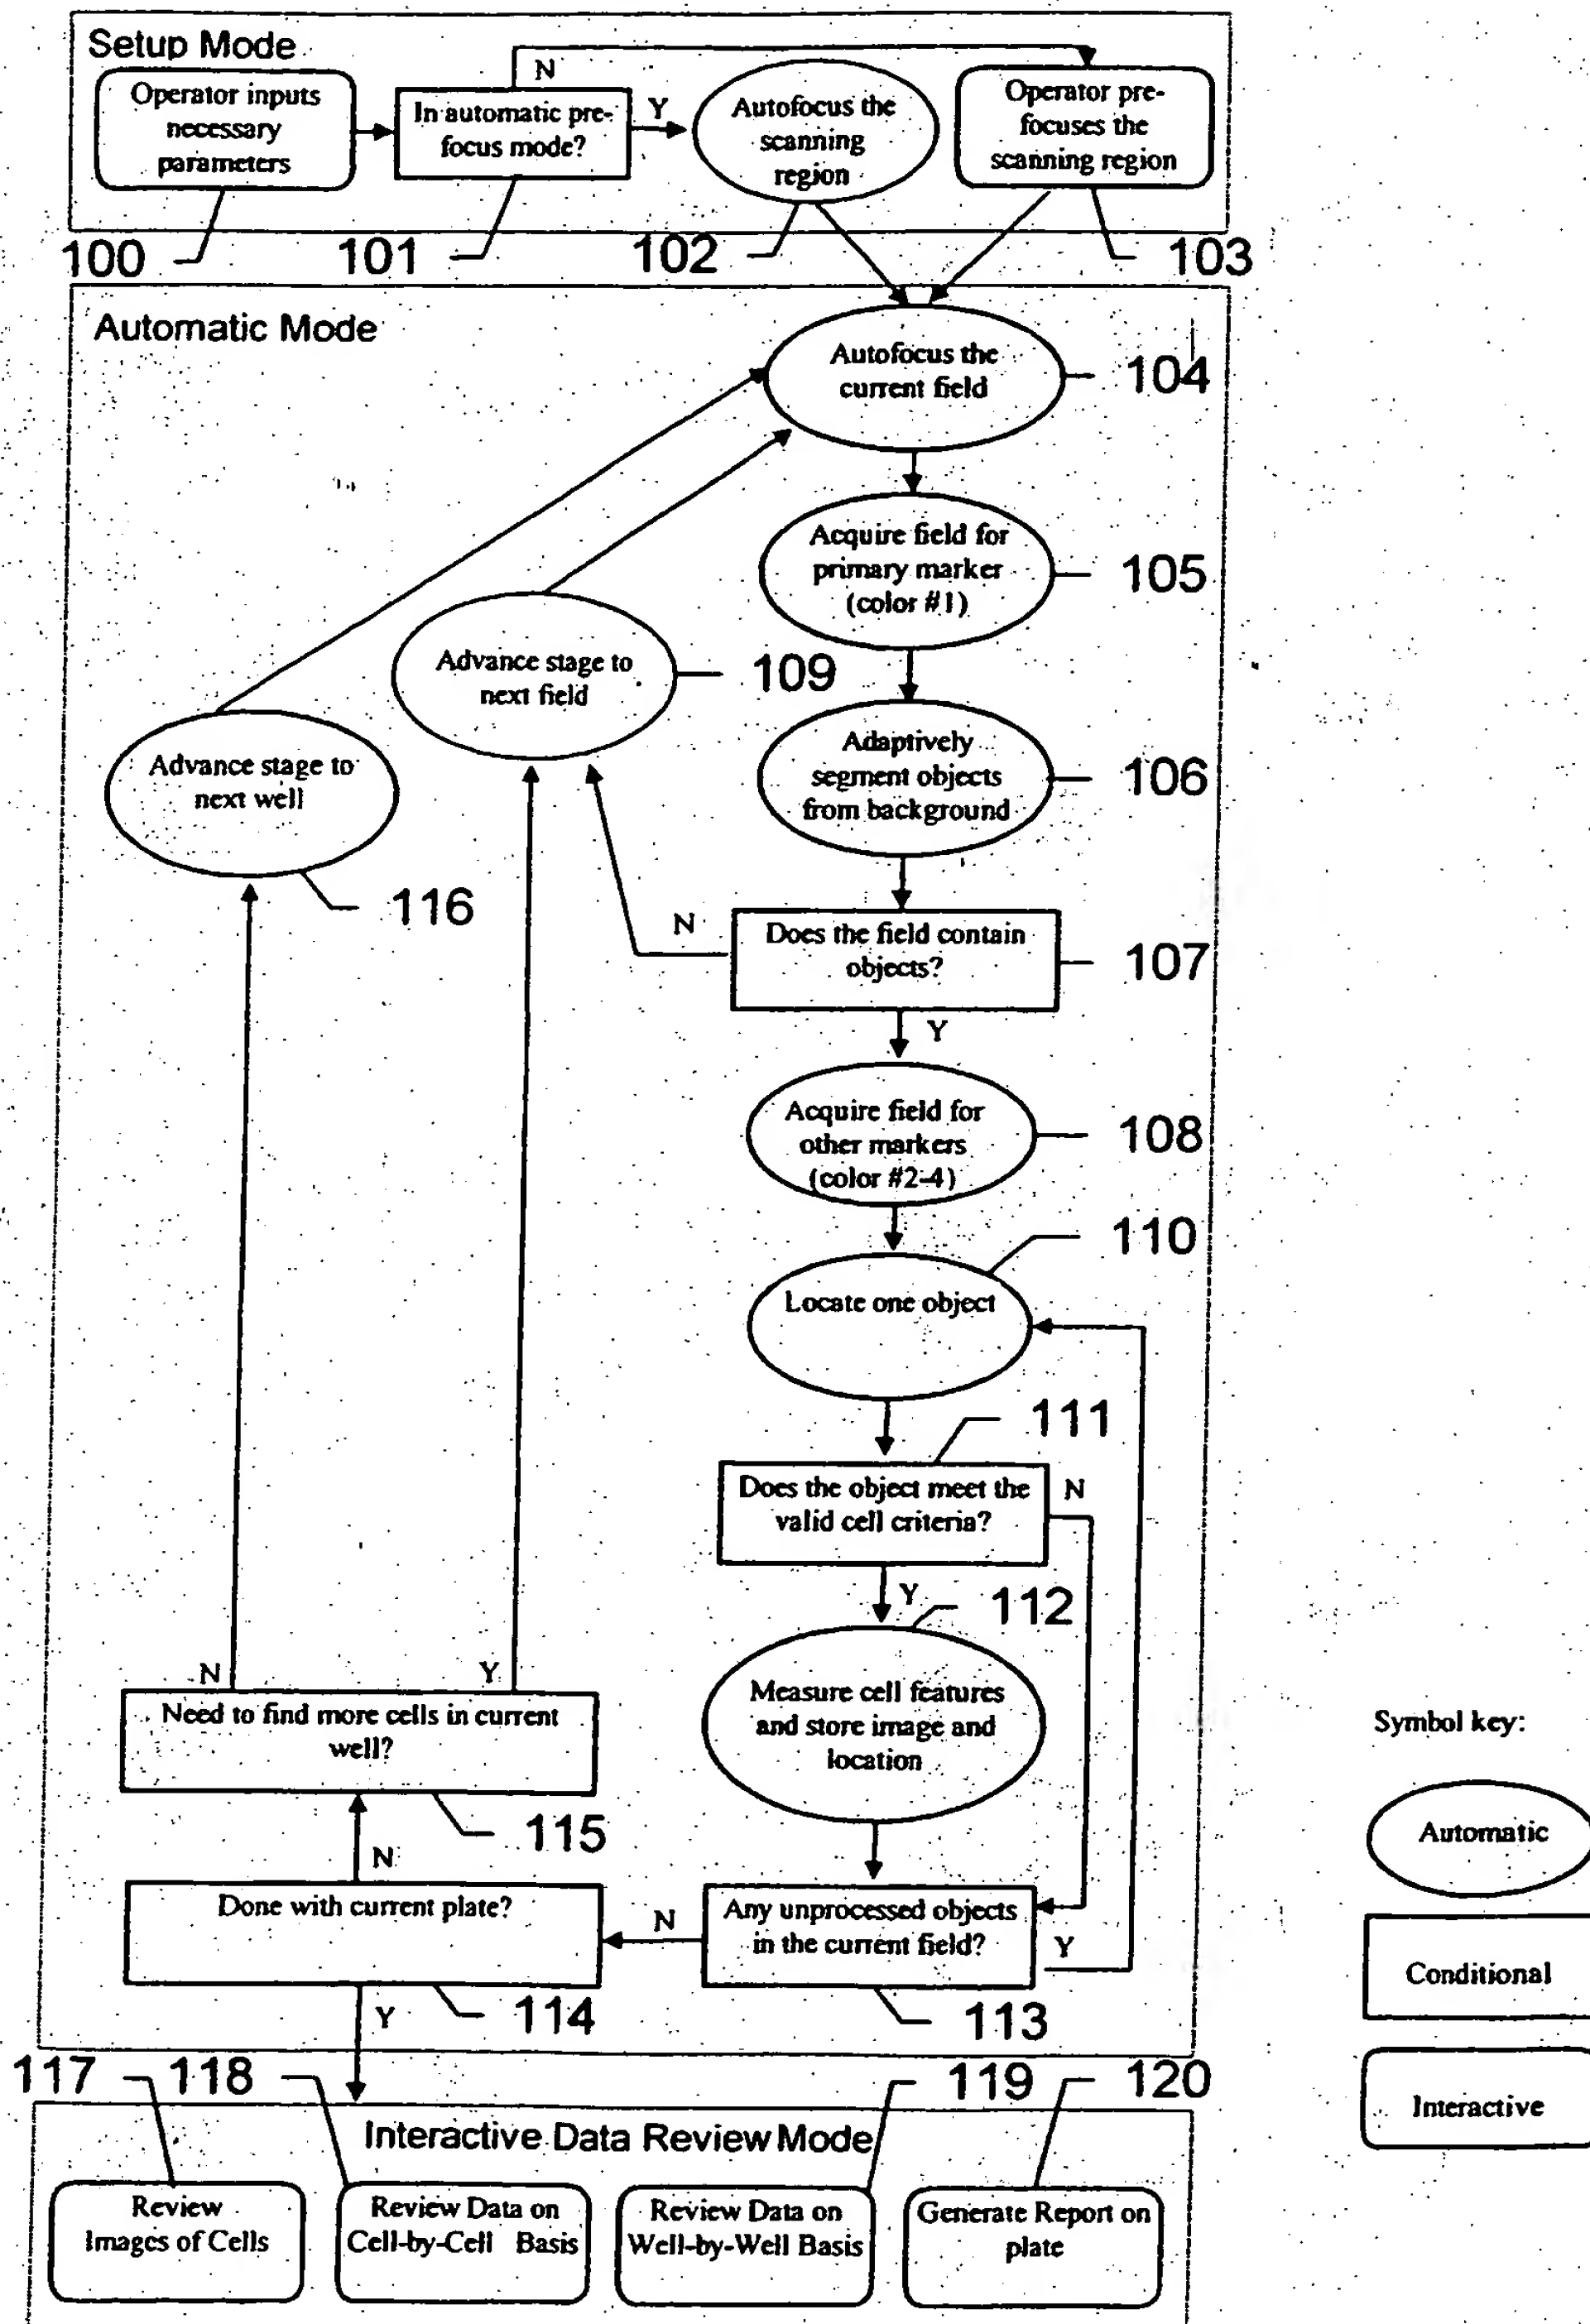 Setup Mode
Operator inputs
necessary
parameters
N
In automatic pre-
focus mode?
Y
Autofocus the
scanning
region
Operator pre-
focuses the
scanning region
100
101
102
103
Automatic Mode
Autofocus the
current field
104
Acquire field for
primary marker
(color #1)
105
Advance stage to
next field
109
Adaptively
segment objects
from background
106
Advance stage to
next well
116
N
Does the field contain
objects?
107
Y
Acquire field for
other markers
(color #2-4)
108
110
Locate one object
111
Does the object meet the
valid cell criteria?
N
Y
112
Measure cell features
and store image and
location
N
Y
Need to find more cells in current
well?
115
N
Done with current plate?
N
Any unprocessed objects
in the current field?
Y
Y
114
113
Symbol key:
Automatic
Conditional
Interactive
117
118
119
120
Interactive Data Review Mode
Review
Images of Cells
Review Data on
Cell-by-Cell Basis
Review Data on
Well-by-Well Basis
Generate Report on
plate